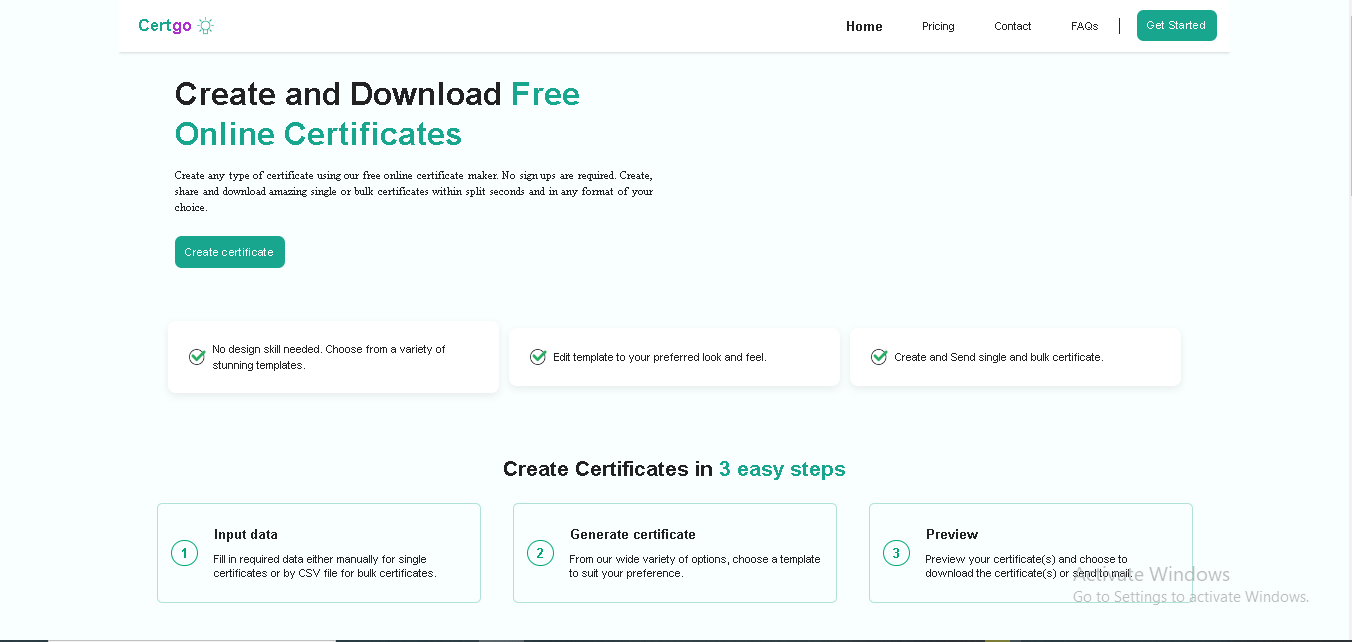 Certgo
Home
Pricing
Contact
FAQs
Get Started
Create and Download Free
Online Certificates
Create any type of certificate using our free online certificate maker. No sign ups are required. Create,
share and download amazing single or bulk certificates within split seconds and in any format of your
choice.
Create certificate
No design skill needed. Choose from a variety of
stunning templates.
Edit template to your preferred look and feel.
Create and Send single and bulk certificate.
Create Certificates in 3 easy steps
1
Input data
Fill in required data either manually for single
certificates or by CSV file for bulk certificates.
2
Generate certificate
From our wide variety of options, choose a template
to suit your preference.
3
Preview
Preview your certificate(s) and choose to
download the certificate(s) or send to mail.
Activate Windows
Go to Settings to activate Windows.